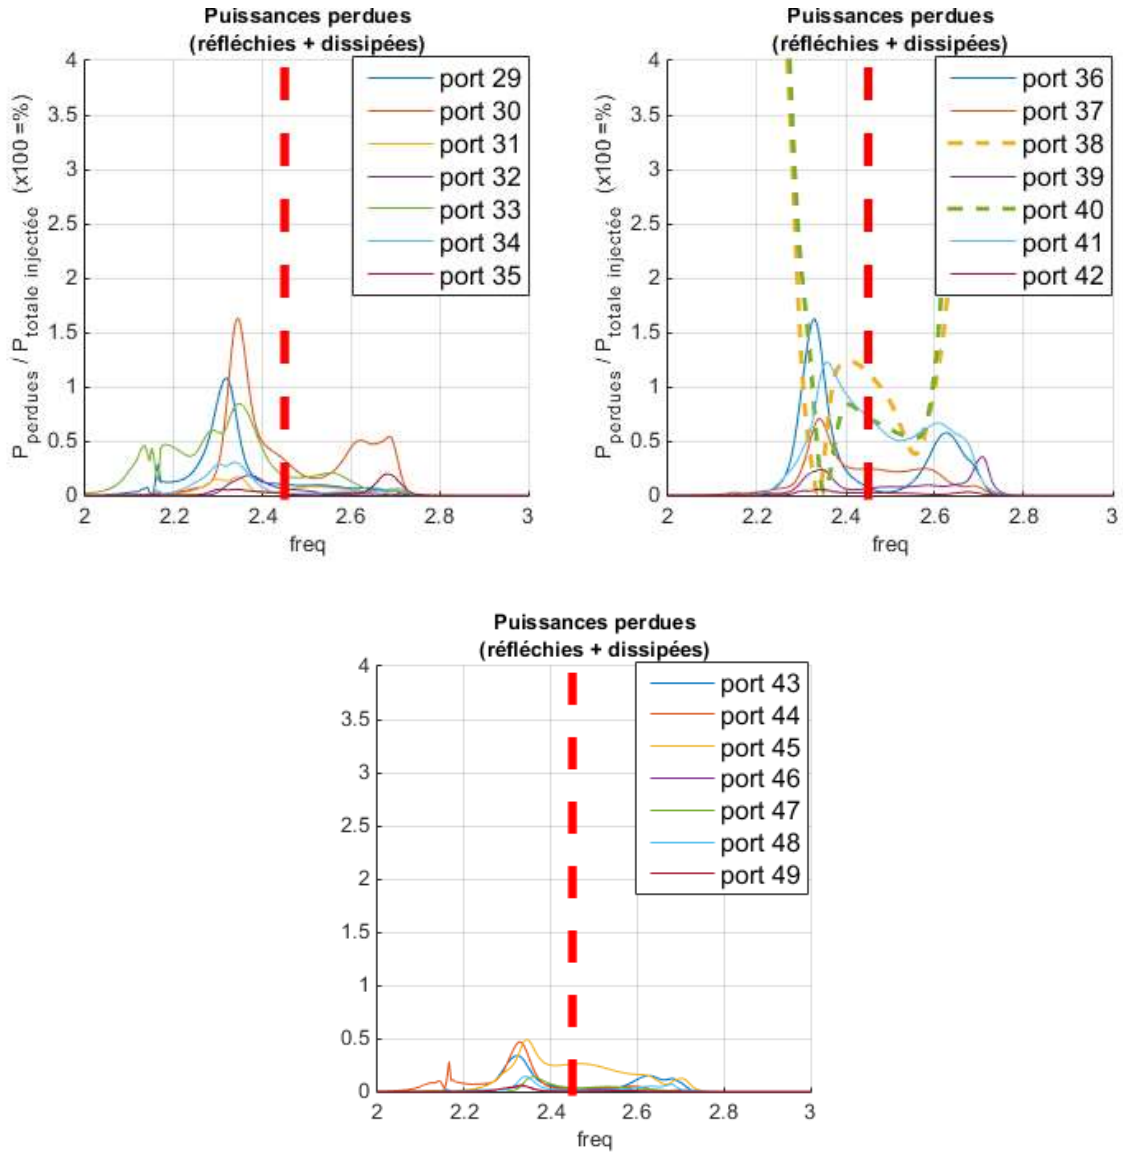 Puissances perdues
(réfléchies + dissipées)
P perdues / P totale injectée (x100 =%)
4
3.5
3
2.5
2
1.5
1
0.5
0
2 2.2 2.4 2.6 2.8 3
freq
port 29
port 30
port 31
port 32
port 33
port 34
port 35
Puissances perdues
(réfléchies + dissipées)
P perdues / P totale injectée (x100 =%)
4
3.5
3
2.5
2
1.5
1
0.5
0
2 2.2 2.4 2.6 2.8 3
freq
port 36
port 37
port 38
port 39
port 40
port 41
port 42
Puissances perdues
(réfléchies + dissipées)
4
3.5
3
2.5
2
1.5
1
0.5
0
2 2.2 2.4 2.6 2.8 3
freq
port 43
port 44
port 45
port 46
port 47
port 48
port 49